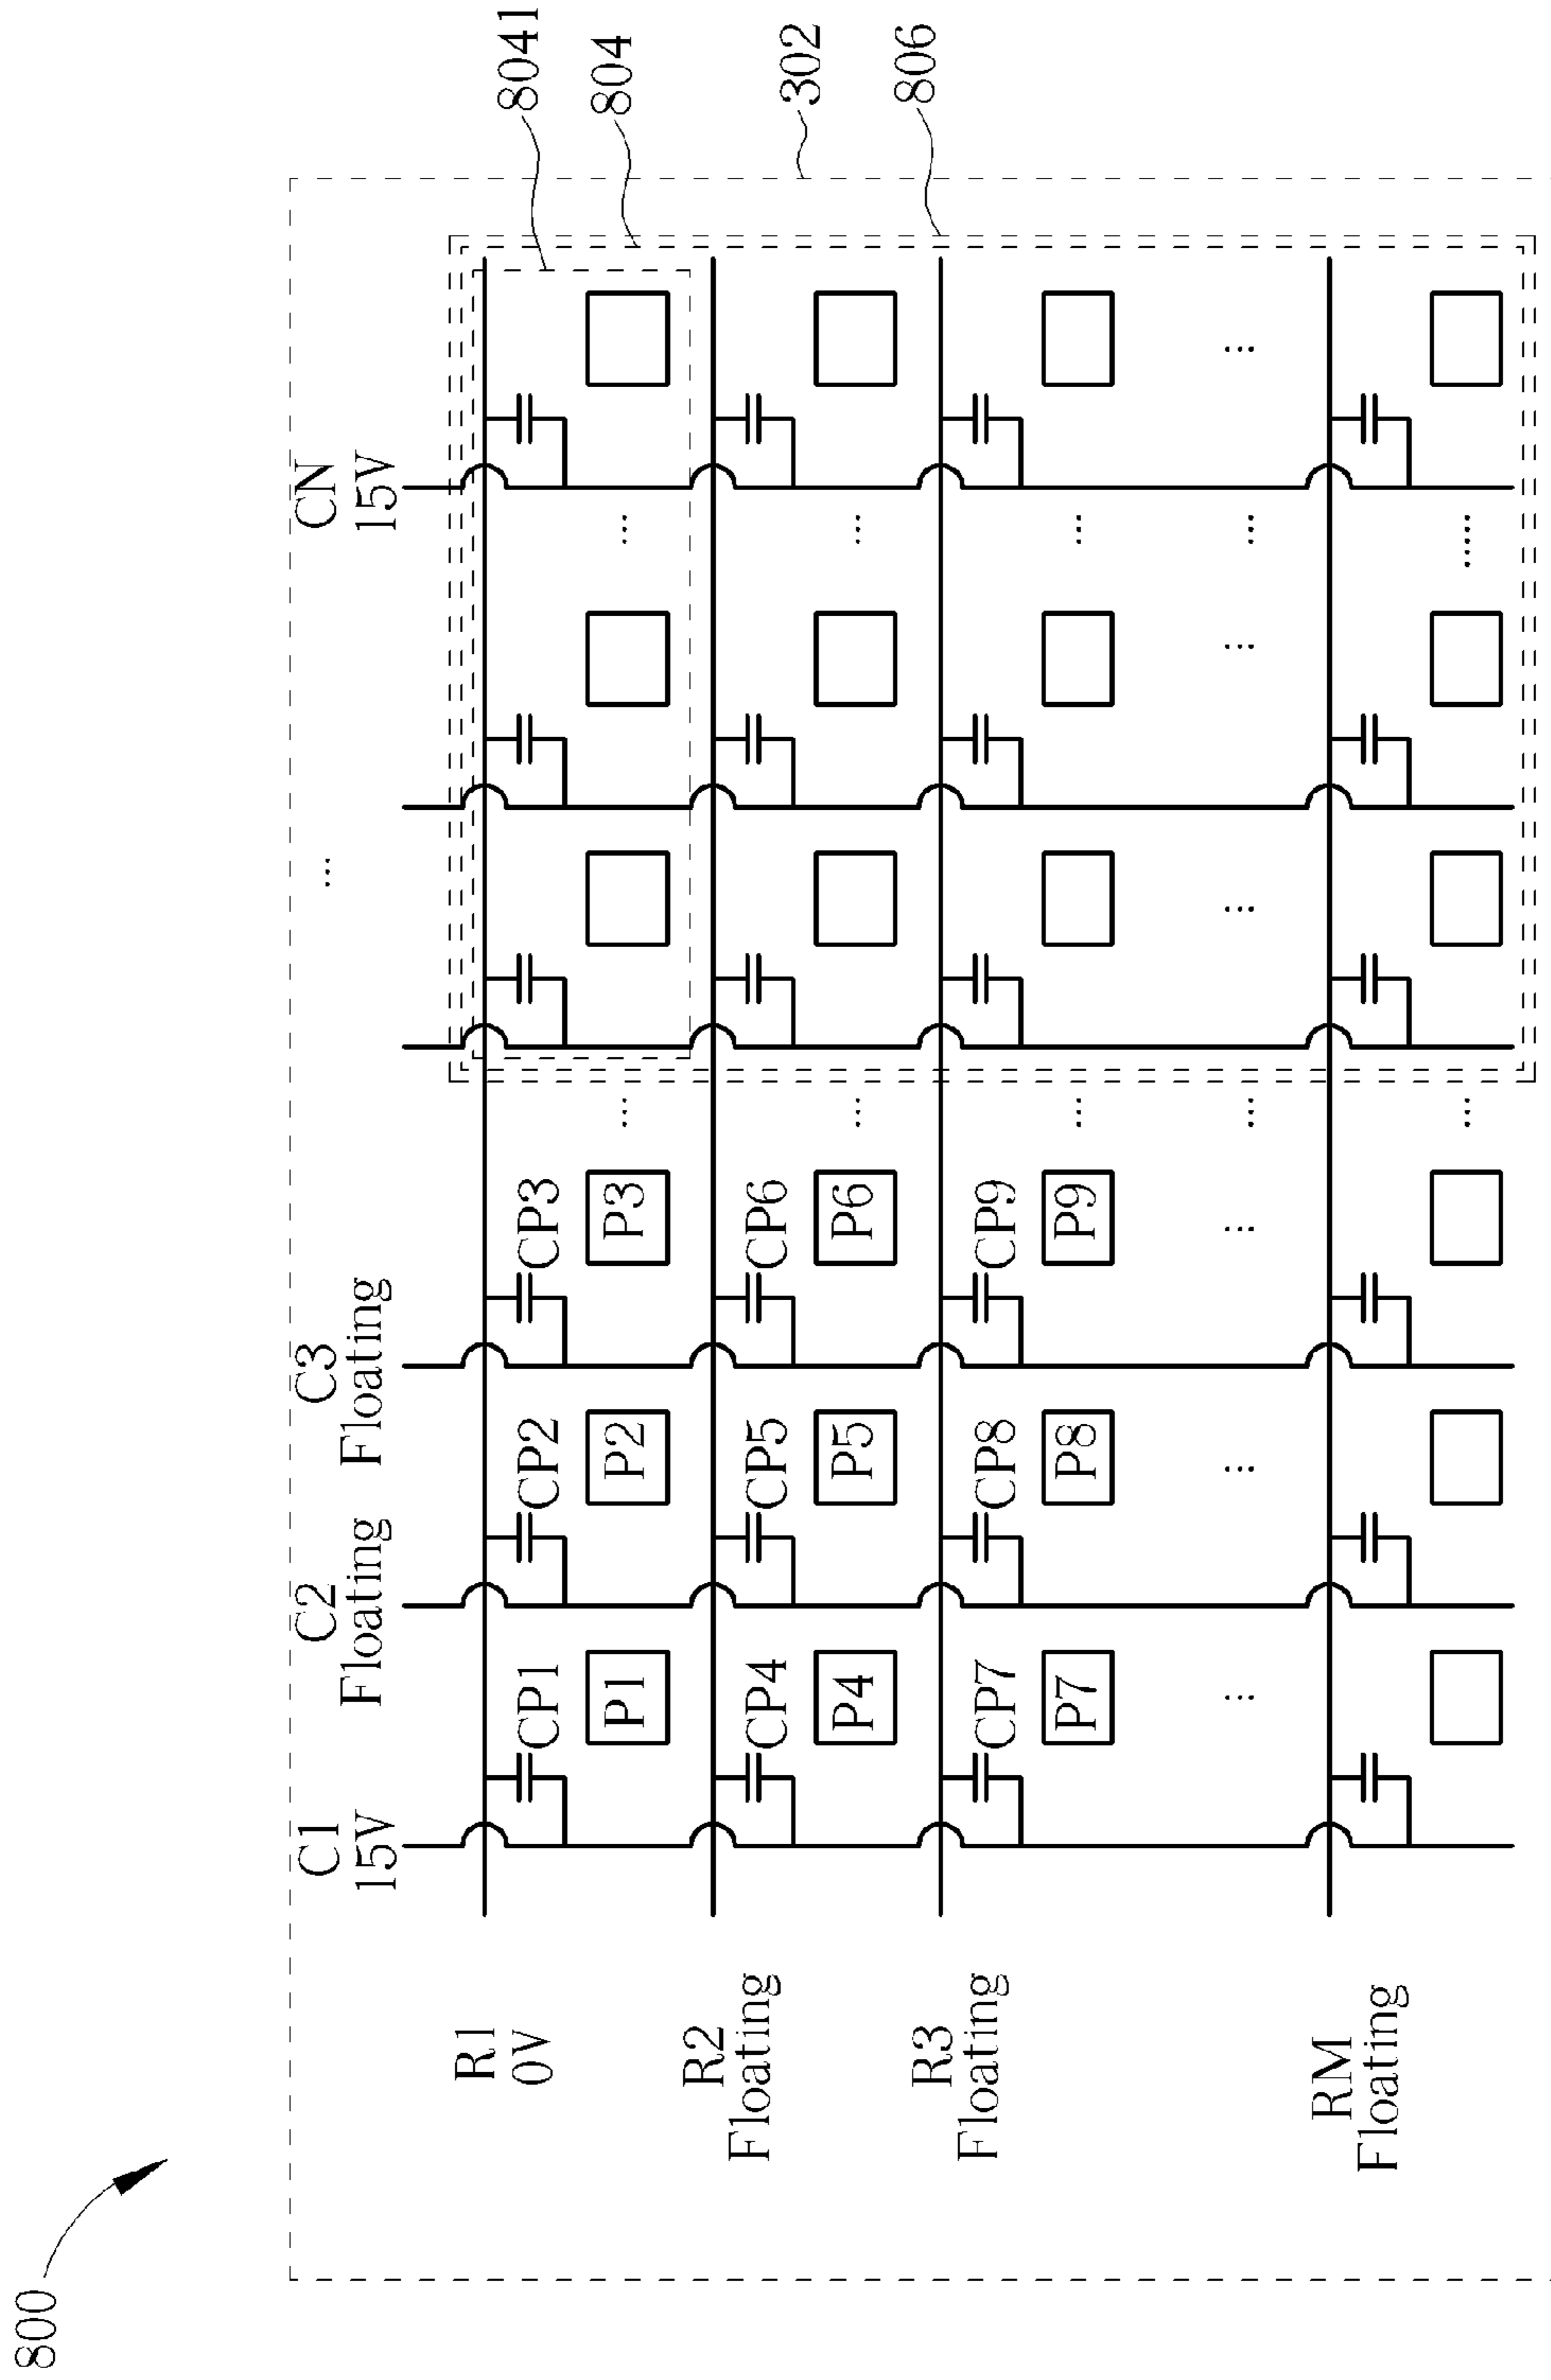 800
C1
15V
C2
Floating
C3
Floating
...
CN
15V
R1
0V
CP1
CP2
CP3
P1
P2
P3
...
...
R2
Floating
CP4
CP5
CP6
P4
P5
P6
...
...
R3
Floating
CP7
CP8
CP9
P7
P8
P9
...
...
RM
Floating
8041
804
302
806